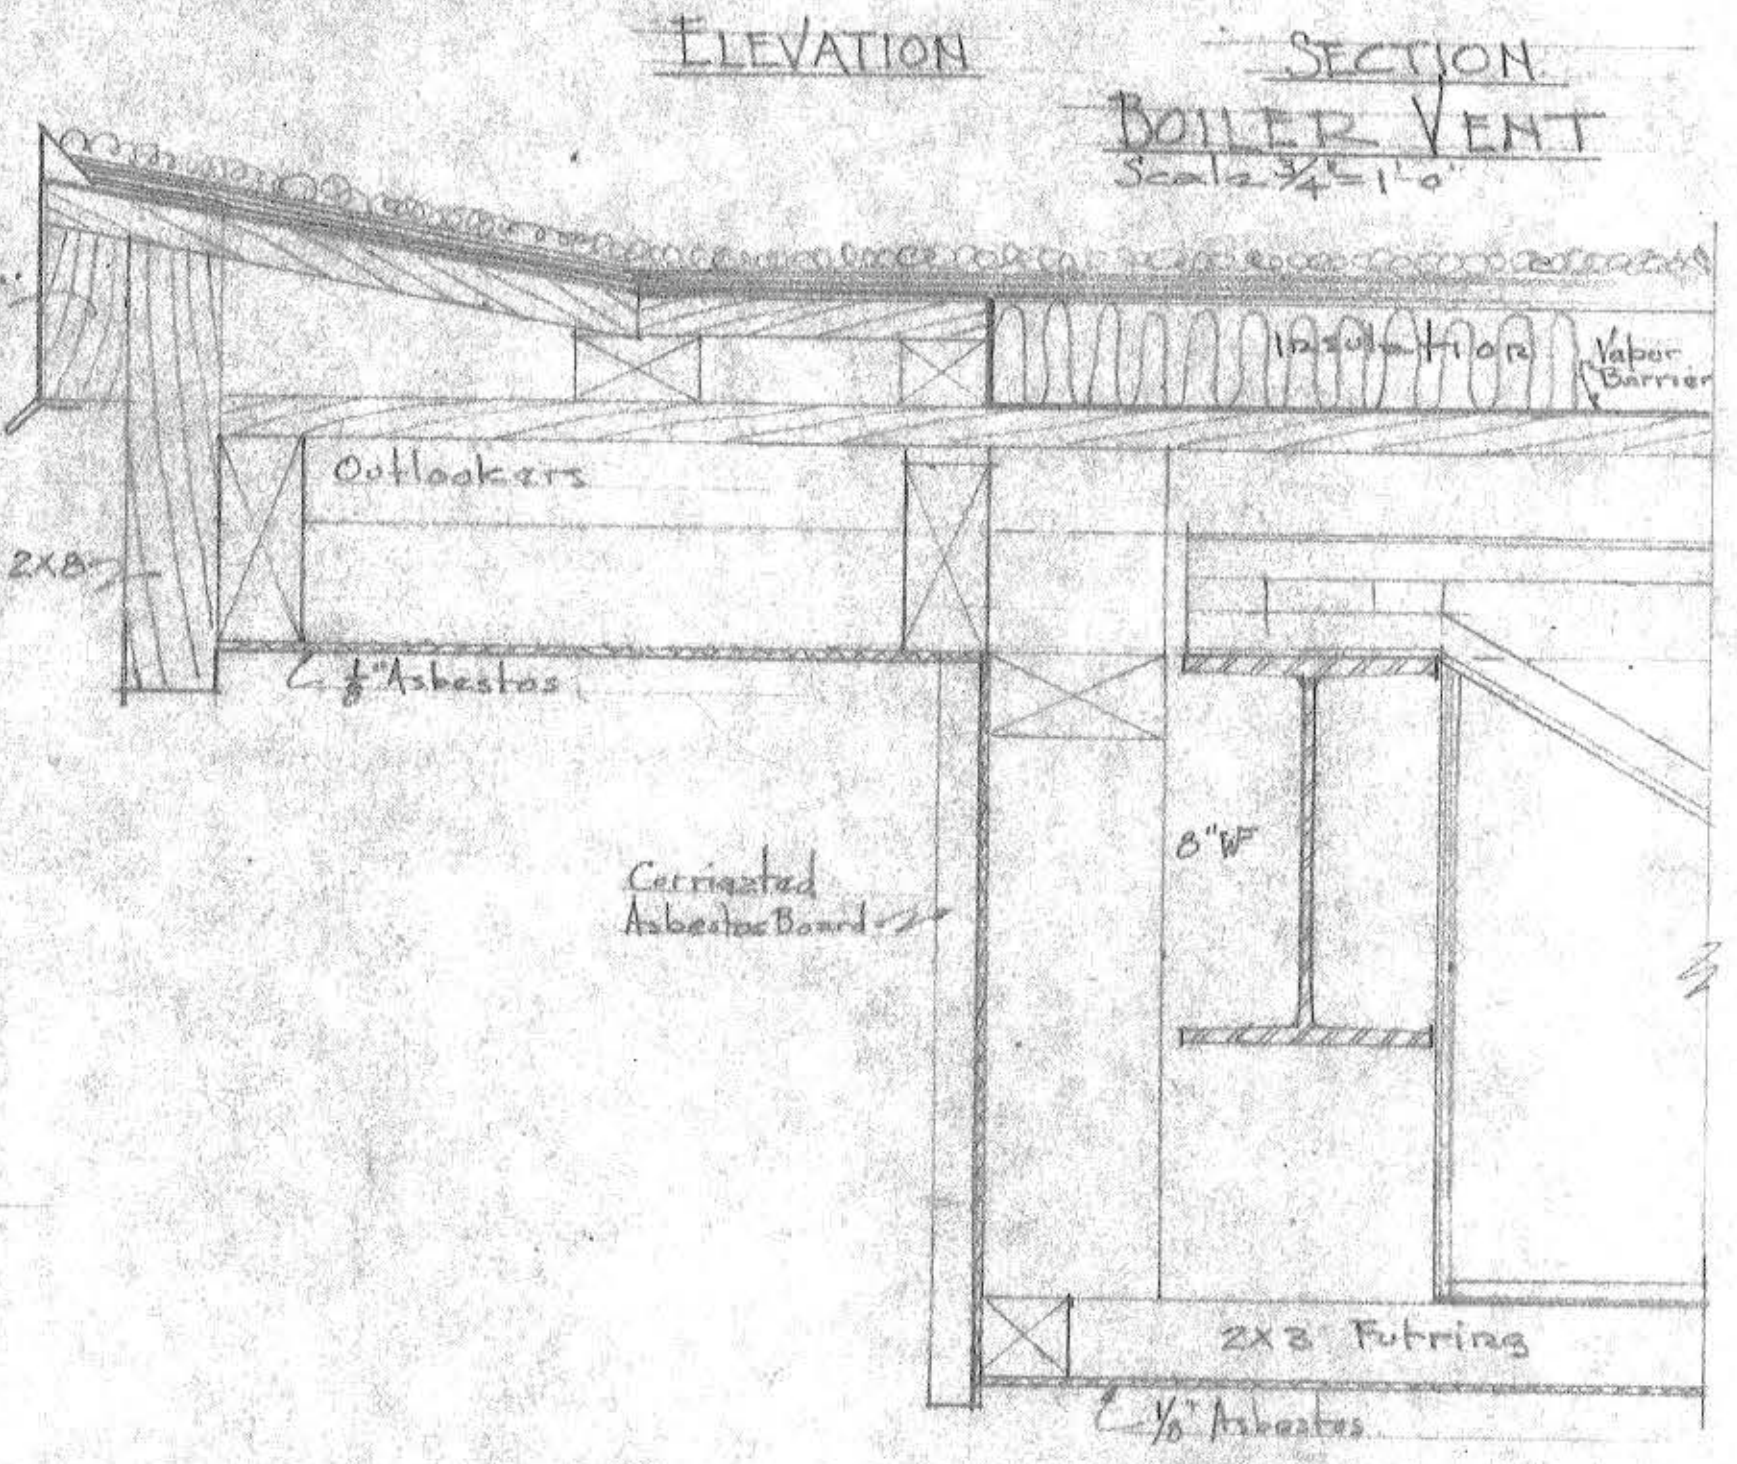 ELEVATION
SECTION
BOILER VENT
Scale 3/4"=1'-0"
Insulation
Vapor
Barrier
Outlookers
2X8
1/8" Asbestos
8"WF
Corrigated
Asbestos Board
2X3 Furring
1/8" Asbestos